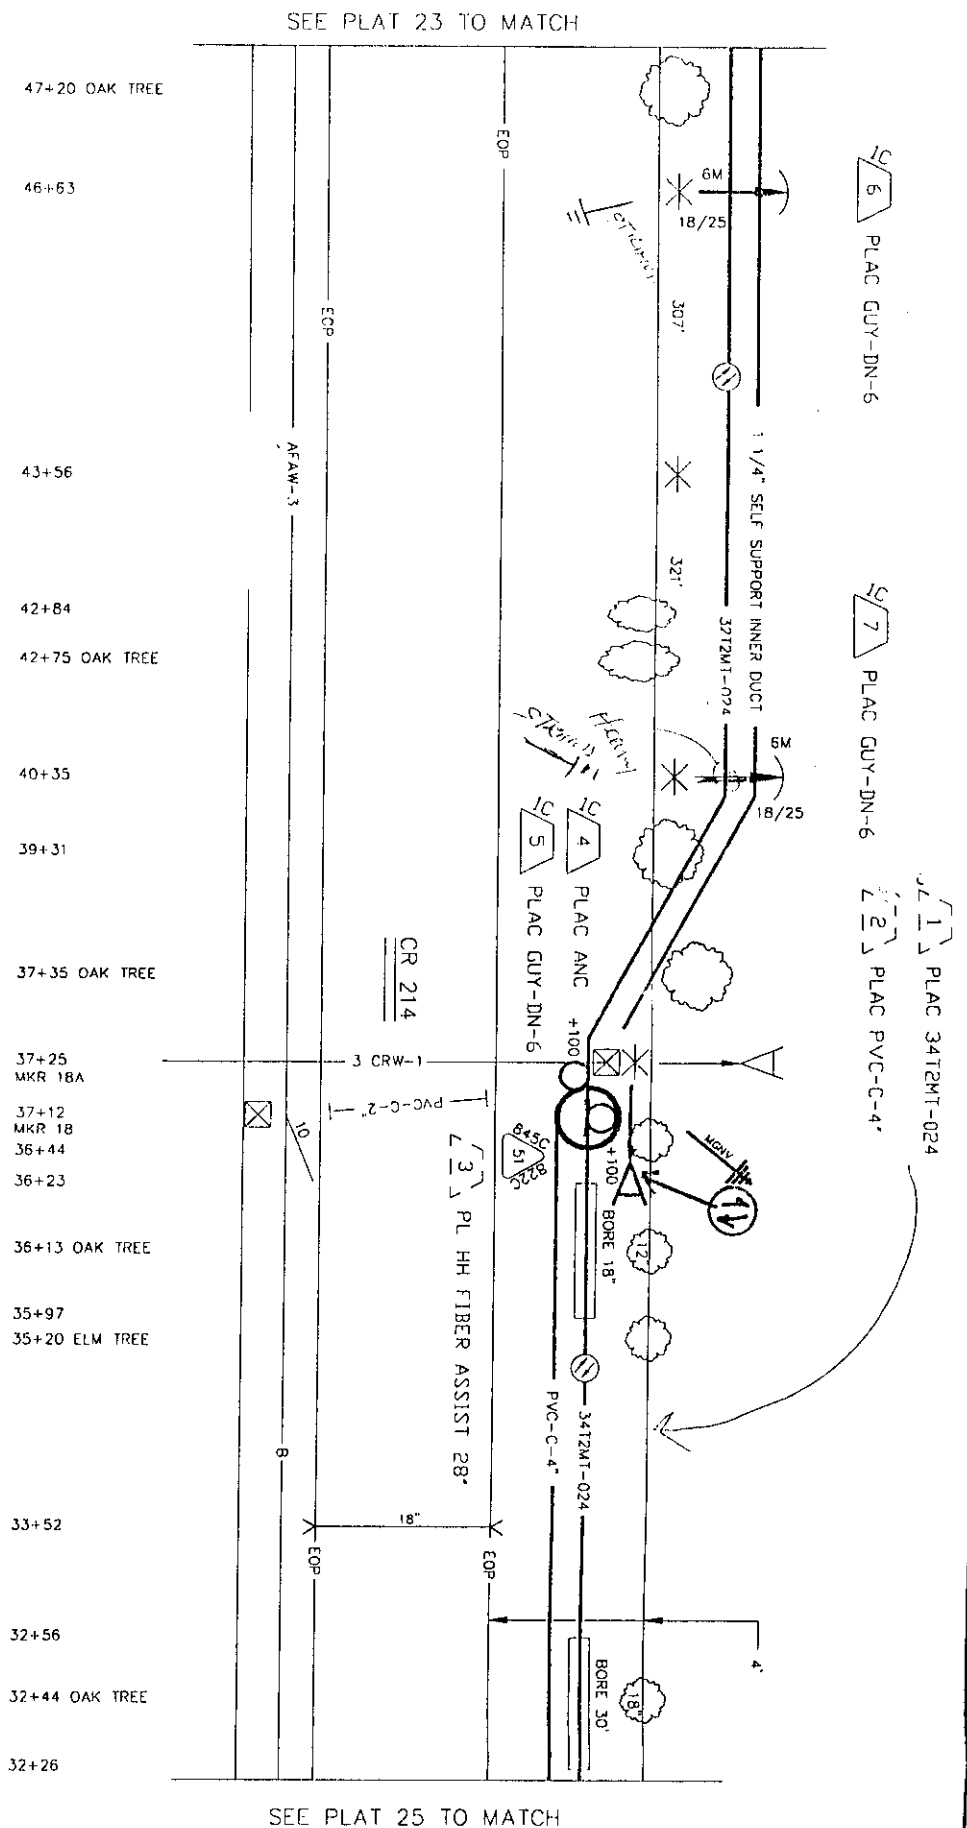 SEE PLAT 23 TO MATCH
47+20 OAK TREE
46+63
43+56
42+84
42+75 OAK TREE
40+35
39+31
37+35 OAK TREE
37+25
MKR 18A
37+12
MKR 18
36+44
36+23
36+13 OAK TREE
35+97
35+20 ELM TREE
33+52
32+56
32+44 OAK TREE
32+26
EOP
EOP
AFAW-3
6M
18/25
307'
1C
6 PLAC GUY-DN-6
1 1/4" SELF SUPPORT INNER DUCT
321'
32T2MT-024
1C
7 PLAC GUY-DN-6
6M
18/25
1C
4 PLAC ANC
1C
5 PLAC GUY-DN-6
1 PLAC 34T2MT-024
2 PLAC PVC-C-4"
CR 214
+100
3 CRW-1
PVC-C-2"
10
845C
51
822C
+100
MGNV
3 PL HH FIBER ASSIST 28"
BORE 18"
12"
34T2MT-024
PVC-C-4"
8
18"
EOP
EOP
4'
BORE 30'
18"
SEE PLAT 25 TO MATCH